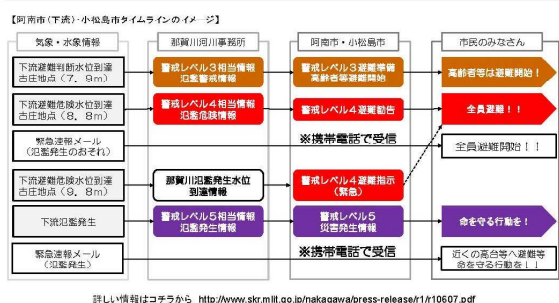 【阿南市(下流)・小松島市タイムラインのイメージ】
気象・水象情報
那賀川河川事務所
阿南市・小松島市
市民のみなさん
下流避難判断水位到達
古庄地点（7．9m）
警戒レベル3相当情報
氾濫警戒情報
警戒レベル3避難準備
高齢者等避難開始
高齢者等は避難開始！
下流避難危険水位到達
古庄地点（8．8m）
警戒レベル4相当情報
氾濫危険情報
警戒レベル4避難勧告
全員避難！！
緊急速報メール
（氾濫発生のおそれ）
※携帯電話で受信
全員避難開始！！
下流避難危険水位到達
古庄地点（9．8m）
那賀川氾濫発生水位
到達情報
警戒レベル4避難指示
（緊急）
下流氾濫発生
警戒レベル5相当情報
氾濫発生情報
警戒レベル5
災害発生情報
命を守る行動を！
緊急速報メール
（氾濫発生）
※携帯電話で受信
近くの高台等へ避難等
命を守る行動を！！
詳しい情報はコチラから http://www.skr.mlit.go.jp/nakagawa/press-release/r1/r10607.pdf